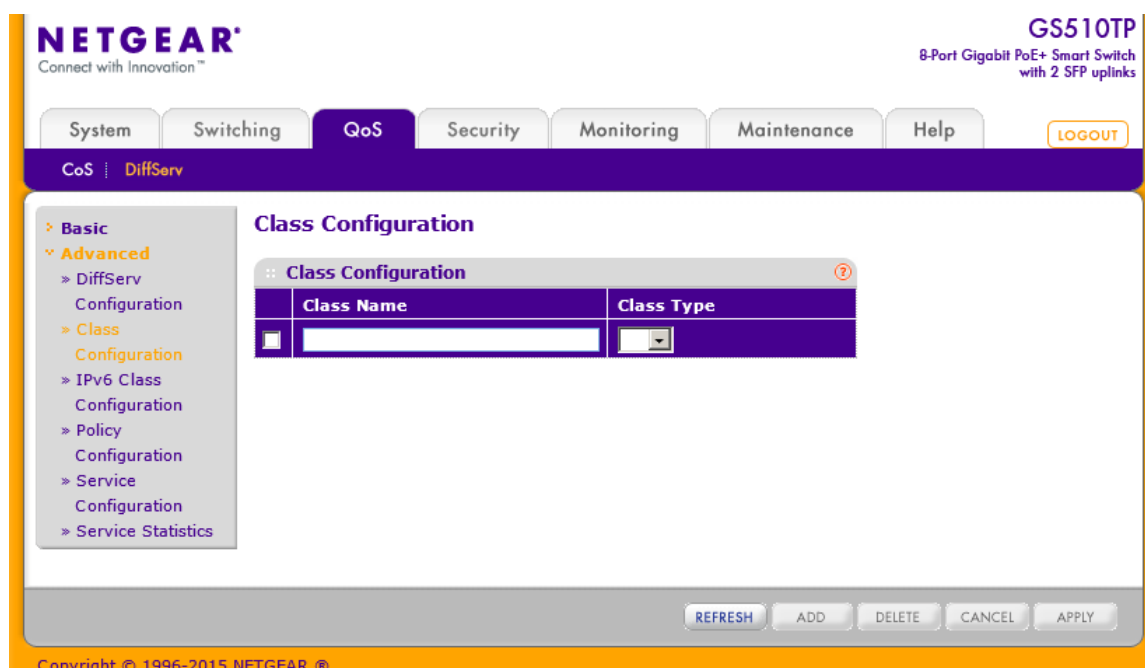 NETGEAR®
Connect with Innovation™
GS510TP
8-Port Gigabit PoE+ Smart Switch
with 2 SFP uplinks
System
Switching
QoS
Security
Monitoring
Maintenance
Help
LOGOUT
CoS
DiffServ
Basic
Advanced
» DiffServ
Configuration
» Class
Configuration
» IPv6 Class
Configuration
» Policy
Configuration
» Service
Configuration
» Service Statistics
Class Configuration
Class Configuration
?
Class Name
Class Type
REFRESH
ADD
DELETE
CANCEL
APPLY
Copyright © 1996-2015 NETGEAR ®